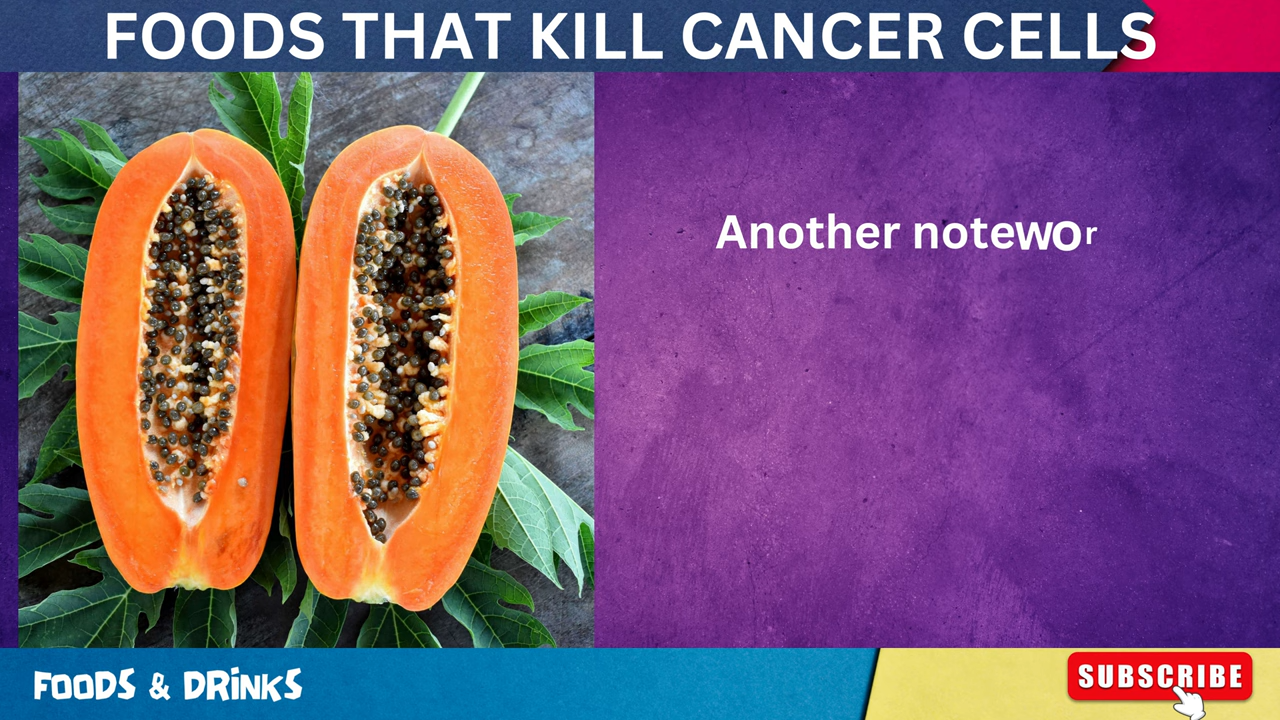 FOODS THAT KILL CANCER CELLS
Another notewor
FOODS & DRINKS
SUBSCRIBE